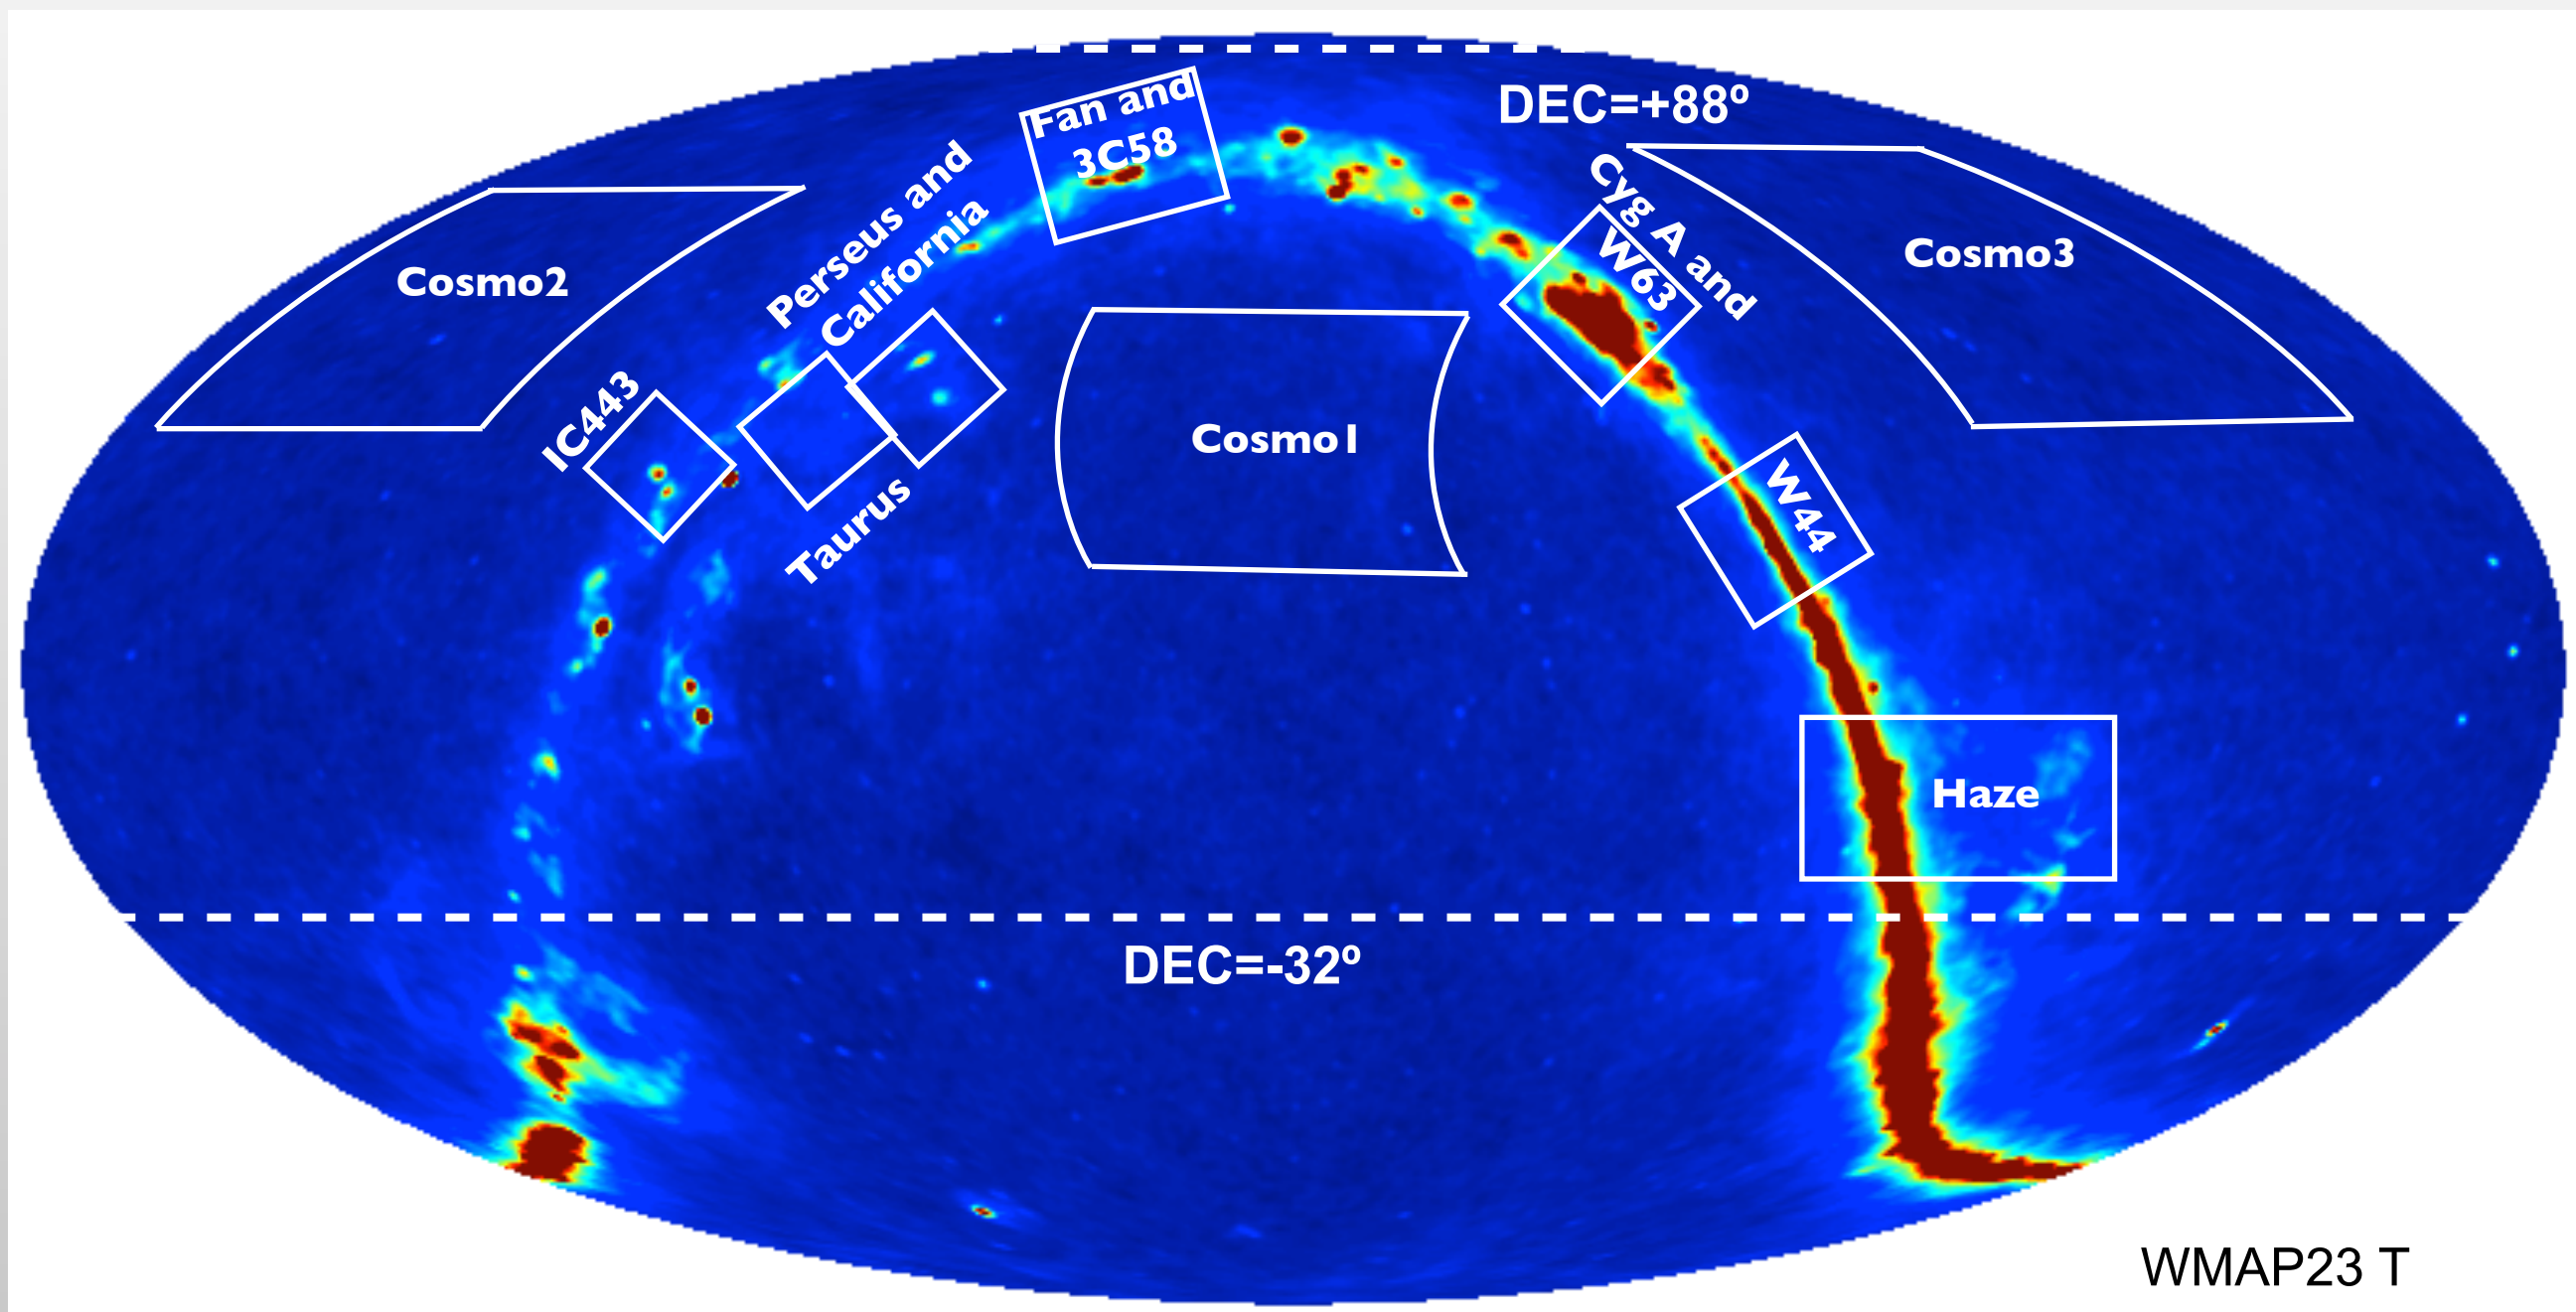 DEC=+88º
Fan and
3C58
Perseus and
California
Cyg A and
W63
Cosmo2
Cosmo3
IC443
Cosmo1
Taurus
W44
Haze
DEC=-32º
WMAP23 T